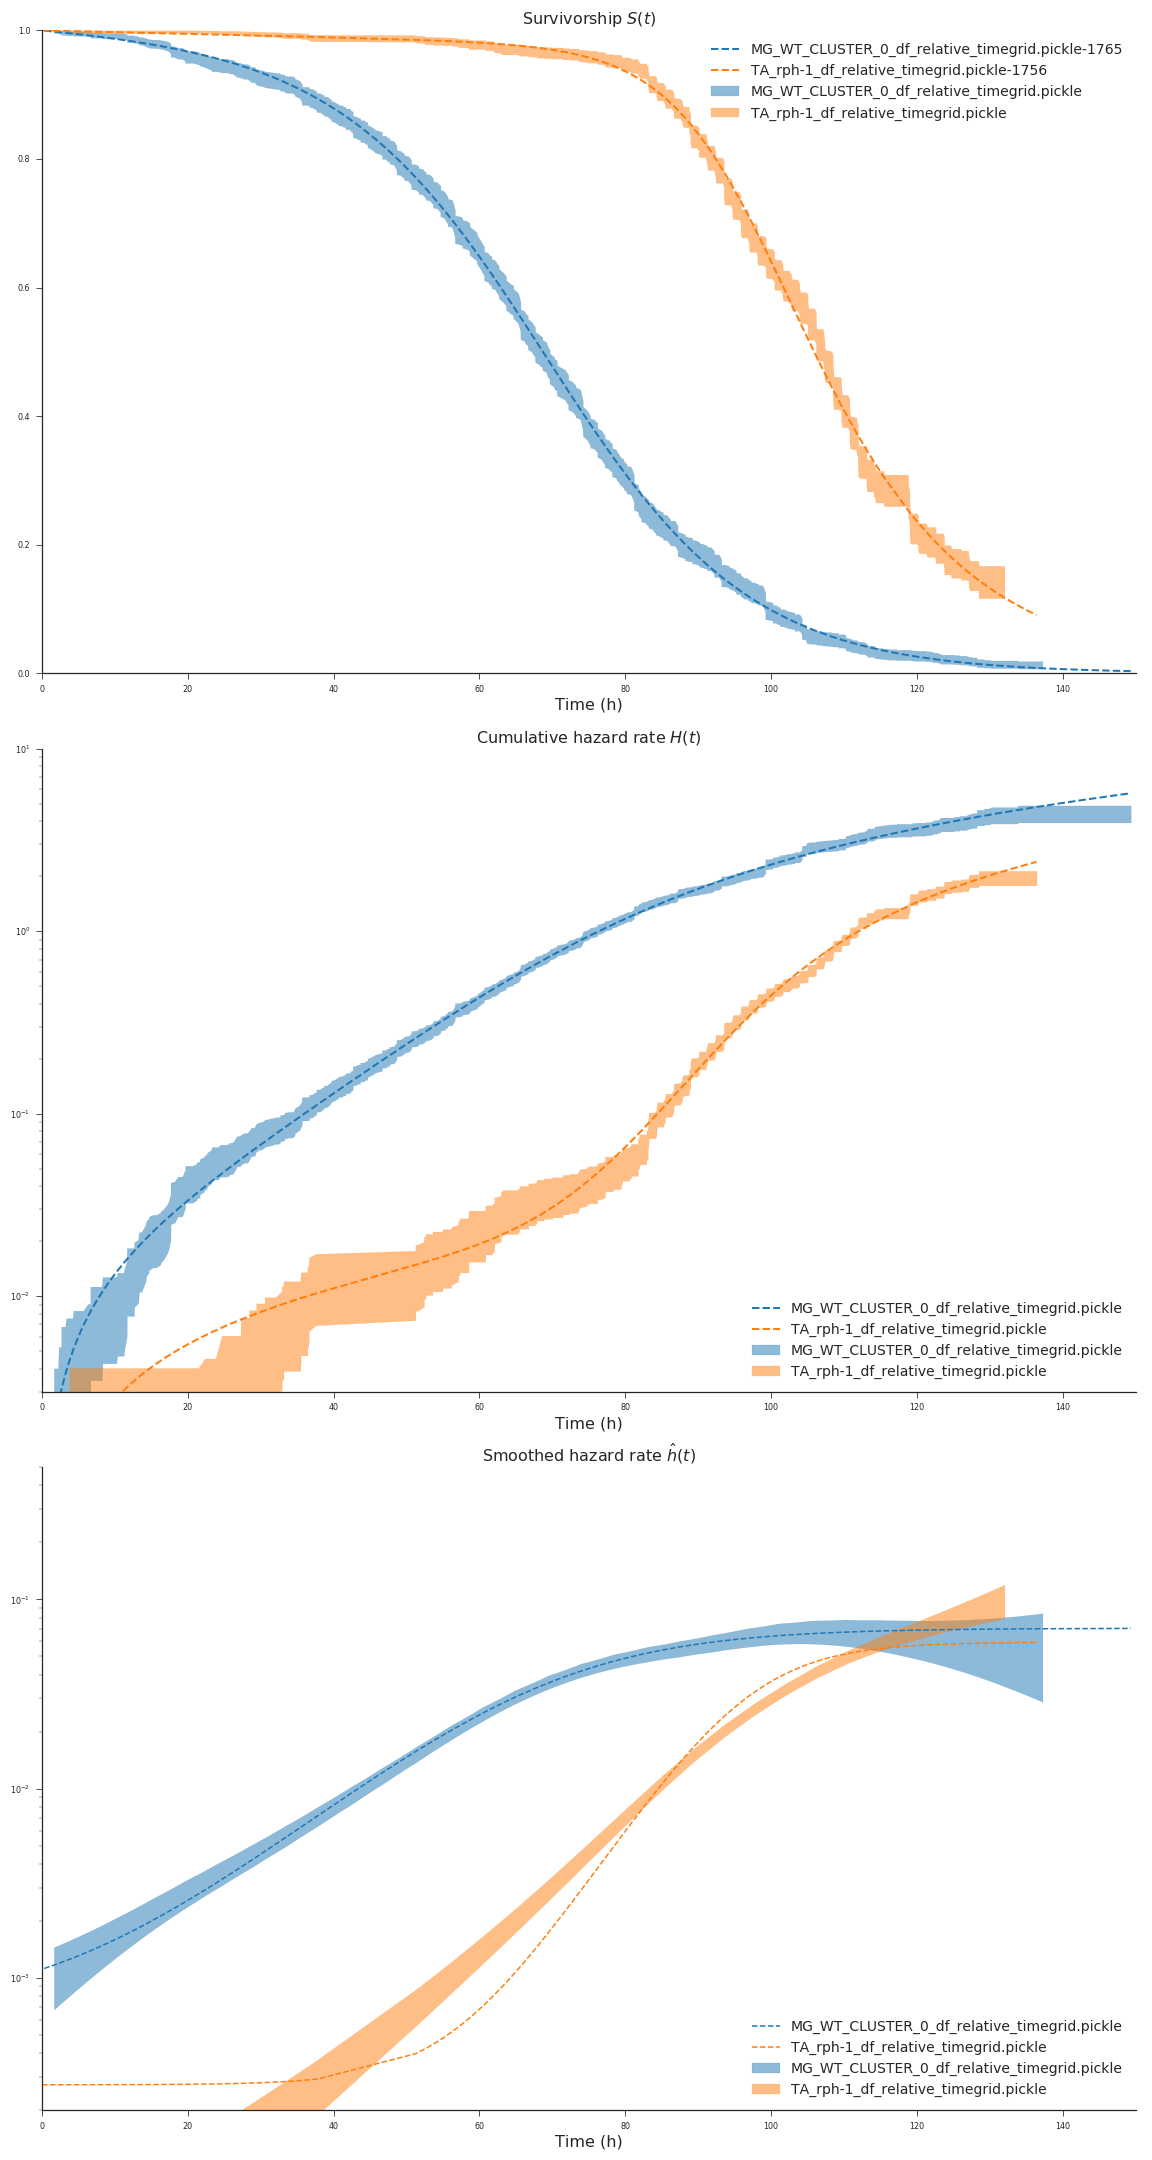 Survivorship S(t)
1.0
0.8
0.6
0.4
0.2
0.0
MG_WT_CLUSTER_0_df_relative_timegrid.pickle-1765
TA_rph-1_df_relative_timegrid.pickle-1756
MG_WT_CLUSTER_0_df_relative_timegrid.pickle
TA_rph-1_df_relative_timegrid.pickle
0 20 40 60 80 100 120 140
Time (h)
Cumulative hazard rate H(t)
10¹
10⁰
10⁻¹
10⁻²
MG_WT_CLUSTER_0_df_relative_timegrid.pickle
TA_rph-1_df_relative_timegrid.pickle
MG_WT_CLUSTER_0_df_relative_timegrid.pickle
TA_rph-1_df_relative_timegrid.pickle
0 20 40 60 80 100 120 140
Time (h)
Smoothed hazard rate ĥ(t)
10⁻¹
10⁻²
10⁻³
MG_WT_CLUSTER_0_df_relative_timegrid.pickle
TA_rph-1_df_relative_timegrid.pickle
MG_WT_CLUSTER_0_df_relative_timegrid.pickle
TA_rph-1_df_relative_timegrid.pickle
0 20 40 60 80 100 120 140
Time (h)